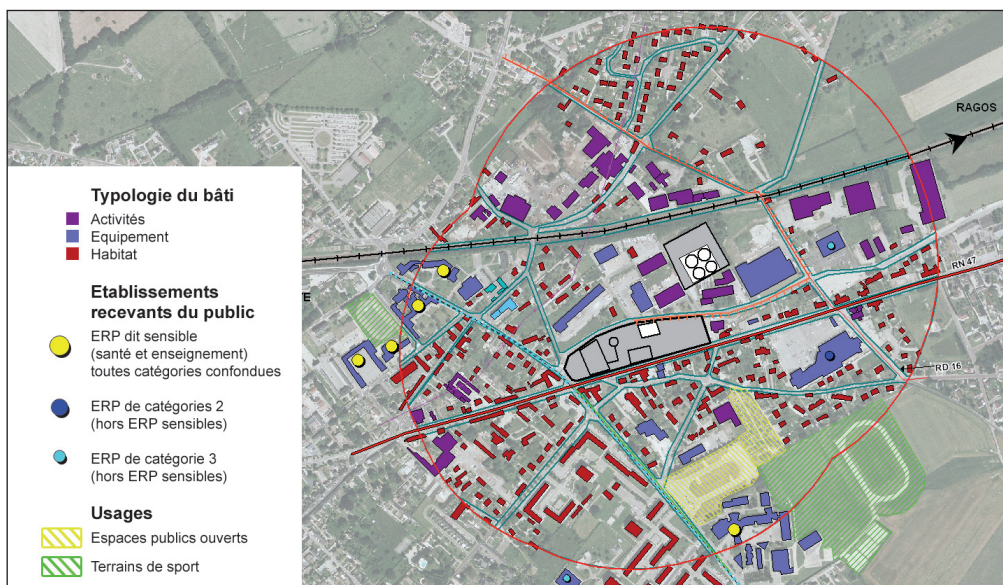 Typologie du bâti
Activités
Equipement
Habitat
Etablissements
recevants du public
ERP dit sensible
(santé et enseignement)
toutes catégories confondues
ERP de catégories 2
(hors ERP sensibles)
ERP de catégorie 3
(hors ERP sensibles)
Usages
Espaces publics ouverts
Terrains de sport
RAGOS
TE
RN 47
RD 16